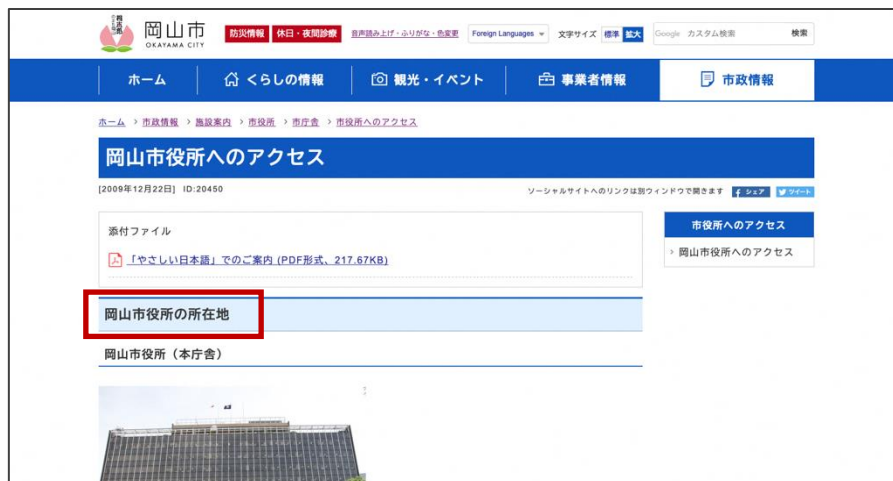 岡山市
OKAYAMA CITY
防災情報 休日・夜間診療 音声読み上げ・ふりがな・色変更 Foreign Languages 文字サイズ 標準 拡大 Google カスタム検索 検索
ホーム くらしの情報 観光・イベント 事業者情報 市政情報
ホーム > 市政情報 > 施設案内 > 市役所 > 市庁舎 > 市役所へのアクセス
岡山市役所へのアクセス
[2009年12月22日] ID:20450 ソーシャルサイトへのリンクは別ウィンドウで開きます シェア ツイート
添付ファイル
「やさしい日本語」でのご案内 (PDF形式、217.67KB)
市役所へのアクセス
> 岡山市役所へのアクセス
岡山市役所の所在地
岡山市役所（本庁舎）